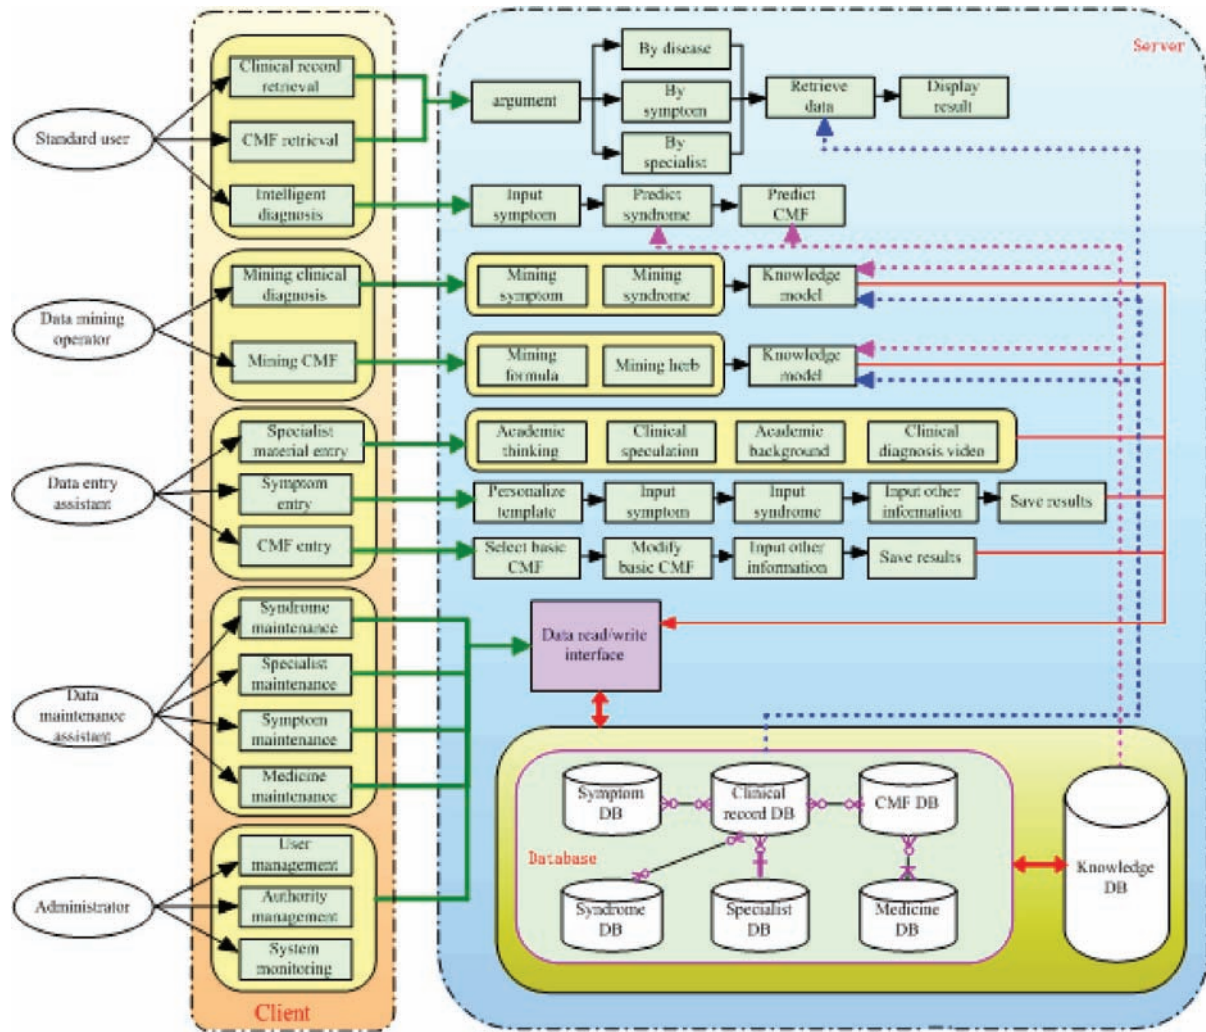 Server
Clinical record
retrieval
By disease
Standard user
CMF retrieval
argument
By
symptom
Retrieve
data
Display
result
By
specialist
Intelligent
diagnosis
Input
symptom
Predict
syndrome
Predict
CMF
Data mining
operator
Mining clinical
diagnosis
Mining
symptom
Mining
syndrome
Knowledge
model
Mining CMF
Mining
formula
Mining herb
Knowledge
model
Data entry
assistant
Specialist
material entry
Academic
thinking
Clinical
speculation
Academic
background
Clinical
diagnosis video
Symptom
entry
Personalize
template
Input
symptom
Input
syndrome
Input other
information
Save results
CMF entry
Select basic
CMF
Modify
basic CMF
Input other
information
Save results
Data
maintenance
assistant
Syndrome
maintenance
Specialist
maintenance
Symptom
maintenance
Medicine
maintenance
Data read/write
interface
Administrator
User
management
Authority
management
System
monitoring
Client
Symptom
DB
Clinical
record DB
CMF DB
Database
Syndrome
DB
Specialist
DB
Medicine
DB
Knowledge
DB